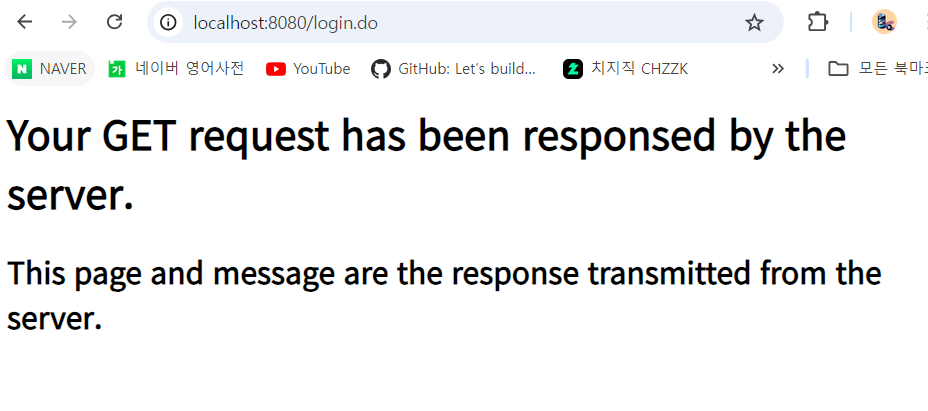 localhost:8080/login.do
NAVER 네이버 영어사전 YouTube GitHub: Let's build... 치지직 CHZZK » 모든 북마크
Your GET request has been responsed by the
server.
This page and message are the response transmitted from the
server.